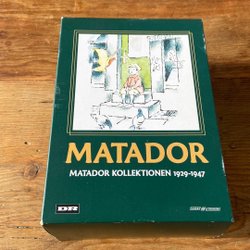 MATADOR
MATADOR KOLLEKTIONEN 1929-1947
DR